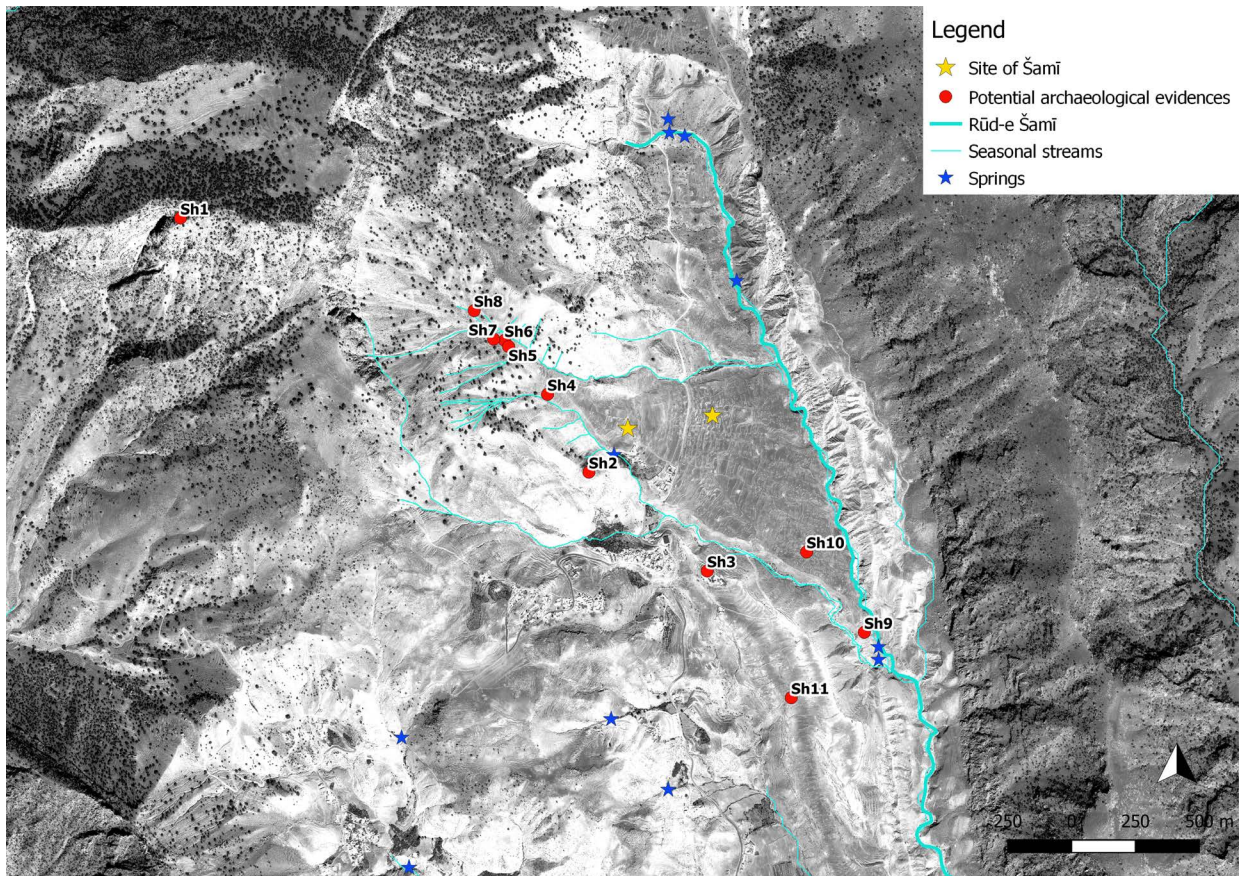 Legend
Site of Šamī
Potential archaeological evidences
Rūd-e Šamī
Seasonal streams
Springs
Sh1
Sh8
Sh7
Sh6
Sh5
Sh4
Sh2
Sh10
Sh3
Sh9
Sh11
250 0 250 500 m